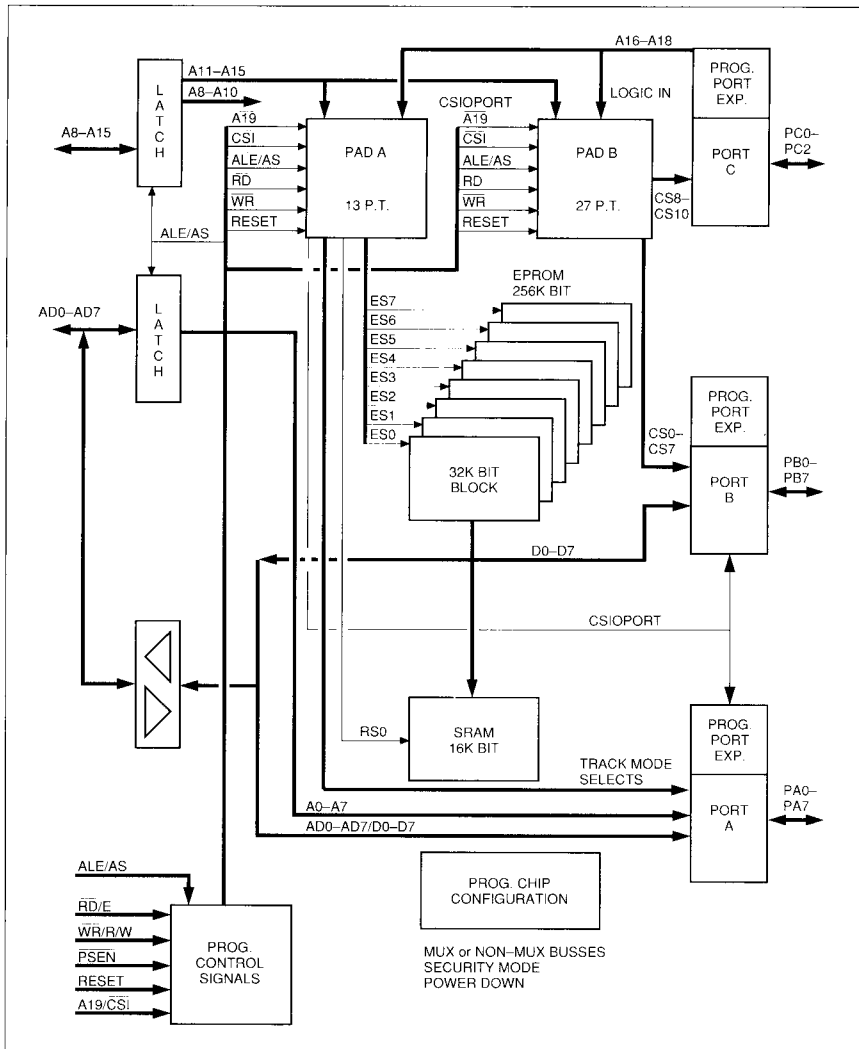 A16–A18
A11–A15
A8–A10
L
A
T
C
H
A8–A15
CSIOPORT
LOGIC IN
PROG.
PORT
EXP.
PORT
C
PC0–
PC2
A19
CSI
ALE/AS
RD
WR
RESET
PAD A
13 P.T.
A19
CSI
ALE/AS
RD
WR
RESET
PAD B
27 P.T.
CS8–
CS10
ALE/AS
AD0–AD7
L
A
T
C
H
EPROM
256K BIT
ES7
ES6
ES5
ES4
ES3
ES2
ES1
ES0
32K BIT
BLOCK
CS0–
CS7
PROG.
PORT
EXP.
PORT
B
PB0–
PB7
D0–D7
CSIOPORT
RS0
SRAM
16K BIT
TRACK MODE
SELECTS
PROG.
PORT
EXP.
PORT
A
PA0–
PA7
A0–A7
AD0–AD7/D0–D7
ALE/AS
RD/E
WR/R/W
PSEN
RESET
A19/CSI
PROG.
CONTROL
SIGNALS
PROG. CHIP
CONFIGURATION
MUX or NON–MUX BUSSES
SECURITY MODE
POWER DOWN